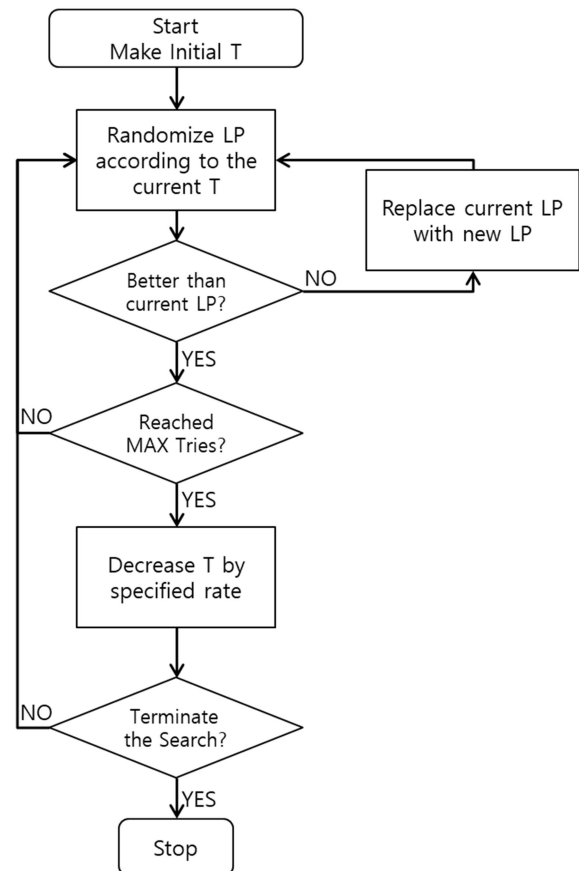 Start
Make Initial T
Randomize LP
according to the
current T
Replace current LP
with new LP
Better than
current LP?
NO
YES
Reached
MAX Tries?
NO
YES
Decrease T by
specified rate
Terminate
the Search?
NO
YES
Stop